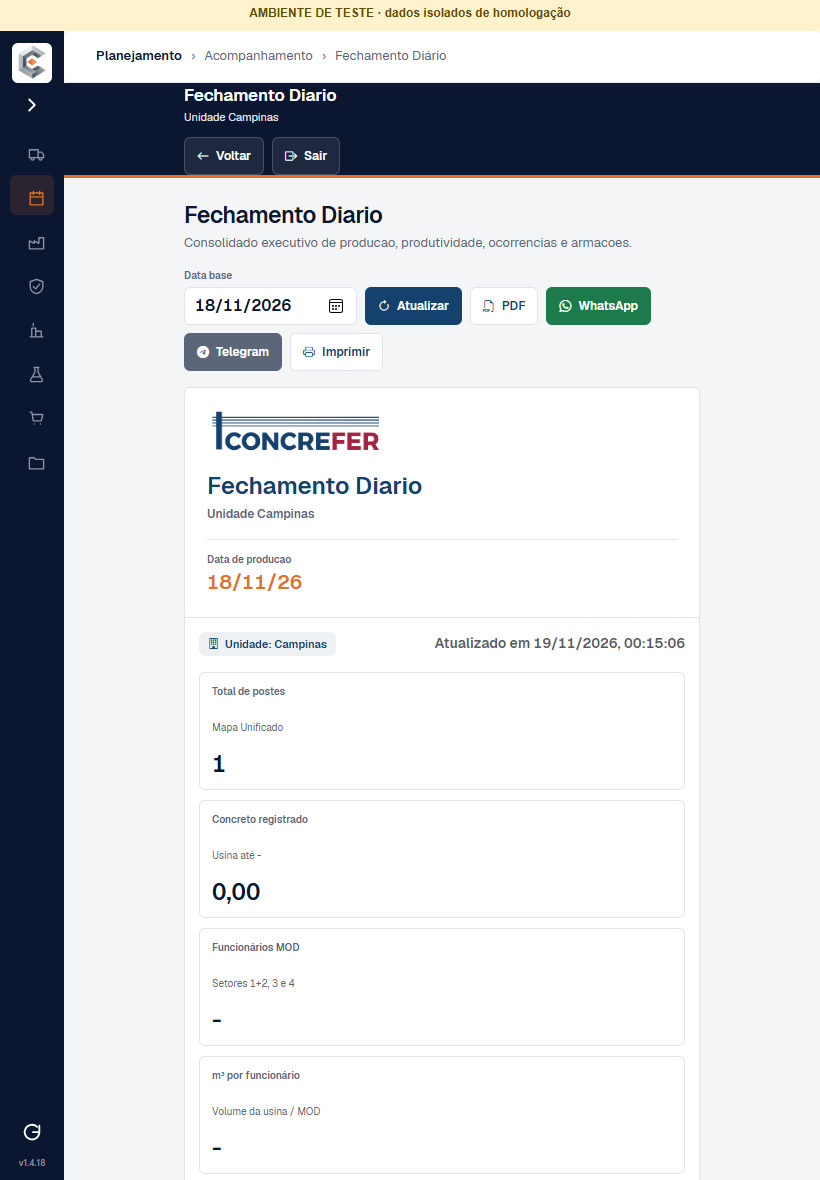 AMBIENTE DE TESTE · dados isolados de homologação
Planejamento › Acompanhamento › Fechamento Diário
Fechamento Diario
Unidade Campinas
Voltar Sair
Fechamento Diario
Consolidado executivo de producao, produtividade, ocorrencias e armacoes.
Data base
18/11/2026 Atualizar PDF WhatsApp
Telegram Imprimir
CONCREFER
Fechamento Diario
Unidade Campinas
Data de producao
18/11/26
Unidade: Campinas Atualizado em 19/11/2026, 00:15:06
Total de postes
Mapa Unificado
1
Concreto registrado
Usina até -
0,00
Funcionários MOD
Setores 1+2, 3 e 4
-
m³ por funcionário
Volume da usina / MOD
-
v1.4.18